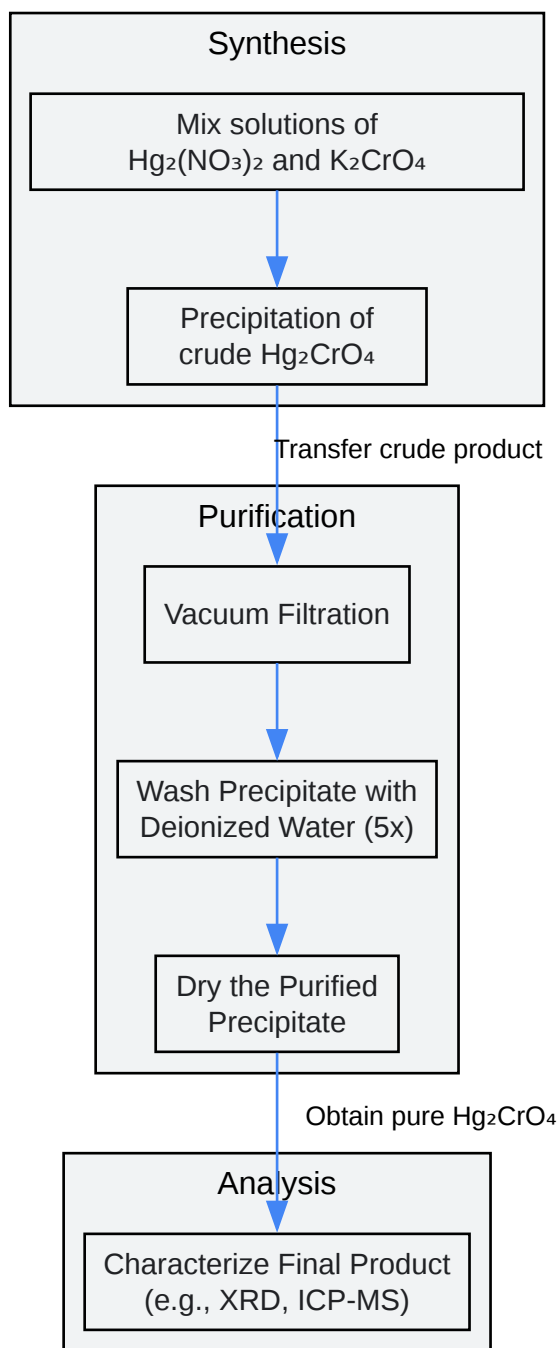 Synthesis
Mix solutions of
Hg₂(NO₃)₂ and K₂CrO₄
Precipitation of
crude Hg₂CrO₄
Transfer crude product
Purification
Vacuum Filtration
Wash Precipitate with
Deionized Water (5x)
Dry the Purified
Precipitate
Obtain pure Hg₂CrO₄
Analysis
Characterize Final Product
(e.g., XRD, ICP-MS)